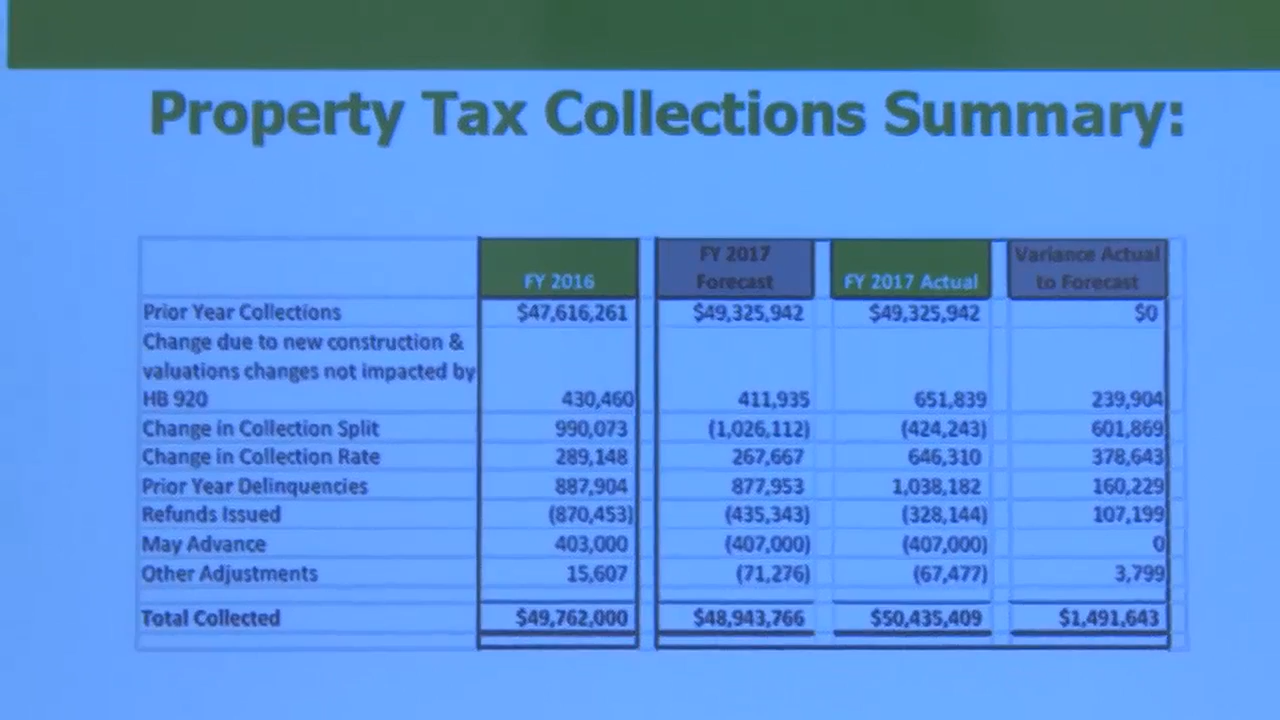 Property Tax Collections Summary:
FY 2016
FY 2017 Forecast
FY 2017 Actual
Variance Actual to Forecast
Prior Year Collections $47,616,261 $49,325,942 $49,325,942 $0
Change due to new construction &
valuations changes not impacted by
HB 920 430,460 411,935 651,839 239,904
Change in Collection Split 990,073 (1,026,112) (424,243) 601,869
Change in Collection Rate 289,148 267,667 646,310 378,643
Prior Year Delinquencies 887,904 877,953 1,038,182 160,229
Refunds Issued (870,453) (435,343) (328,144) 107,199
May Advance 403,000 (407,000) (407,000) 0
Other Adjustments 15,607 (71,276) (67,477) 3,799
Total Collected $49,762,000 $48,943,766 $50,435,409 $1,491,643